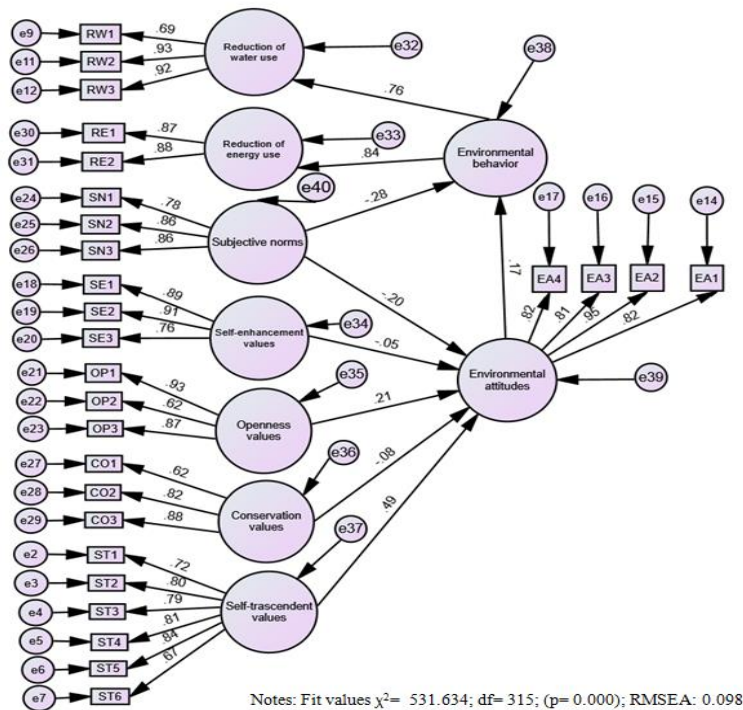 e9 RW1 .69
e11 RW2 .93
e12 RW3 .92
Reduction of
water use
e32
e38
.76
e30 RE1 .87
e31 RE2 .88
Reduction of
energy use
e33
.84
Environmental
behavior
e40
e24 SN1 .78
e25 SN2 .86
e26 SN3 .86
Subjective norms
-.28
-.20
e17 e16 e15 e14
EA4 EA3 EA2 EA1
.82 .81 .95 .82
.17
e18 SE1 .89
e19 SE2 .91
e20 SE3 .76
Self-enhancement
values
e34
-.05
Environmental
attitudes
e39
e21 OP1 .93
e22 OP2 .62
e23 OP3 .87
Openness
values
e35
.21
e27 CO1 .62
e28 CO2 .82
e29 CO3 .88
Conservation
values
e36
-.08
e2 ST1 .72
e3 ST2 .80
e4 ST3 .79
e5 ST4 .81
e6 ST5 .84
e7 ST6 .67
Self-trascendent
values
e37
.49
Notes: Fit values χ²= 531.634; df= 315; (p= 0.000); RMSEA: 0.098